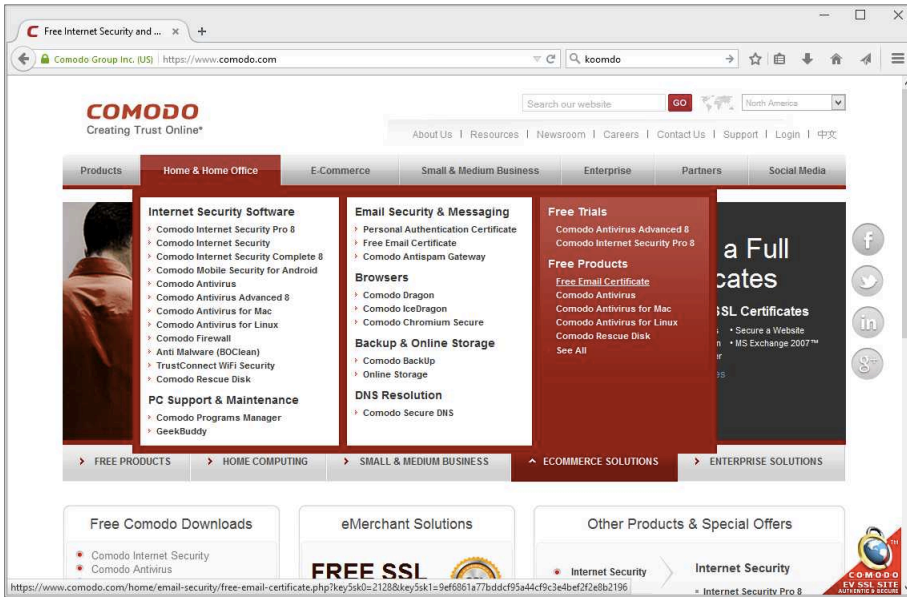 Free Internet Security and ...
Comodo Group Inc. (US)
https://www.comodo.com
koomdo
COMODO
Creating Trust Online*
Search our website
GO
North America
About Us | Resources | Newsroom | Careers | Contact Us | Support | Login | 中文
Products
Home & Home Office
E-Commerce
Small & Medium Business
Enterprise
Partners
Social Media
Internet Security Software
Comodo Internet Security Pro 8
Comodo Internet Security
Comodo Internet Security Complete 8
Comodo Mobile Security for Android
Comodo Antivirus
Comodo Antivirus Advanced 8
Comodo Antivirus for Mac
Comodo Antivirus for Linux
Comodo Firewall
Anti Malware (BOClean)
TrustConnect WiFi Security
Comodo Rescue Disk
PC Support & Maintenance
Comodo Programs Manager
GeekBuddy
Email Security & Messaging
Personal Authentication Certificate
Free Email Certificate
Comodo Antispam Gateway
Browsers
Comodo Dragon
Comodo IceDragon
Comodo Chromium Secure
Backup & Online Storage
Comodo BackUp
Online Storage
DNS Resolution
Comodo Secure DNS
Free Trials
Comodo Antivirus Advanced 8
Comodo Internet Security Pro 8
Free Products
Free Email Certificate
Comodo Antivirus
Comodo Antivirus for Mac
Comodo Antivirus for Linux
Comodo Rescue Disk
See All
a Full
SSL Certificates
• Secure a Website
• MS Exchange 2007™
f
in
g+
FREE PRODUCTS
HOME COMPUTING
SMALL & MEDIUM BUSINESS
ECOMMERCE SOLUTIONS
ENTERPRISE SOLUTIONS
Free Comodo Downloads
Comodo Internet Security
Comodo Antivirus
eMerchant Solutions
FREE SSL
Other Products & Special Offers
Internet Security
Internet Security
Internet Security Pro 8
COMODO
EV SSL SITE
AUTHENTIC & SECURE
https://www.comodo.com/home/email-security/free-email-certificate.php?key5sk0=2128&key5sk1=9ef6861a77bddcf95a44cf9c3e4bef2f2e8b2196